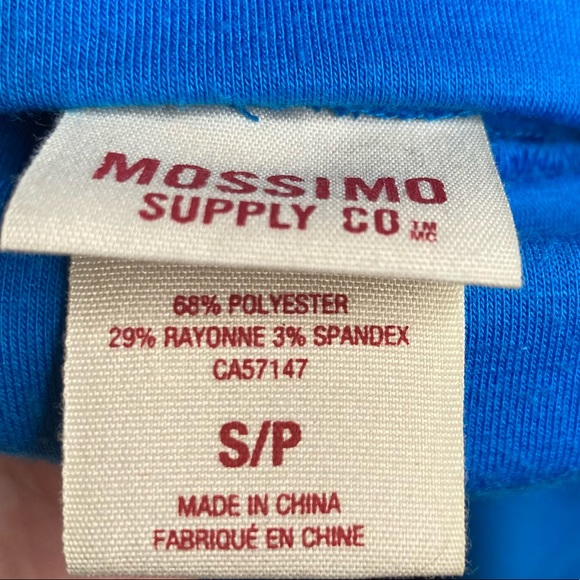 MOSSIMO
SUPPLY CO ™ MC
68% POLYESTER
29% RAYONNE 3% SPANDEX
CA57147
S/P
MADE IN CHINA
FABRIQUÉ EN CHINE